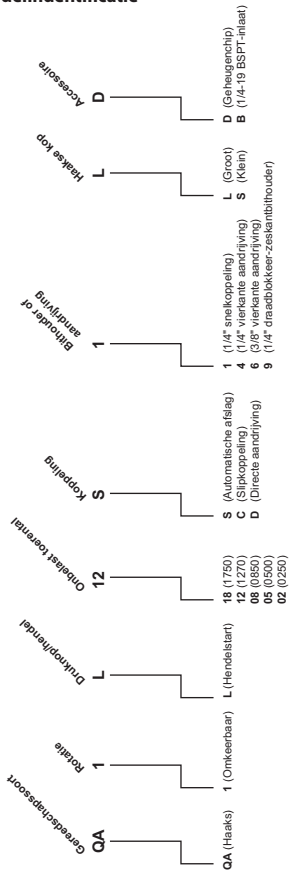 Gereedschapssoort
QA
QA (Haaks)
Rotatie
1
1 (Omkeerbaar)
Druknop/hendel
L
L (Hendelstart)
Onbelast toerental
12
18 (1750)
12 (1270)
08 (0850)
05 (0500)
02 (0250)
Koppeling
S
S (Automatische afslag)
C (Slipkoppeling)
D (Directe aandrijving)
Bithouder of
aandrijving
1
1 (1/4" snelkoppeling)
4 (1/4" vierkante aandrijving)
6 (3/8" vierkante aandrijving)
9 (1/4" draadblokkeer-zeskantbithouder)
Haakse kop
L
L (Groot)
S (Klein)
Accessoire
D
D (Geheugenchip)
B (1/4-19 BSPT-inlaat)